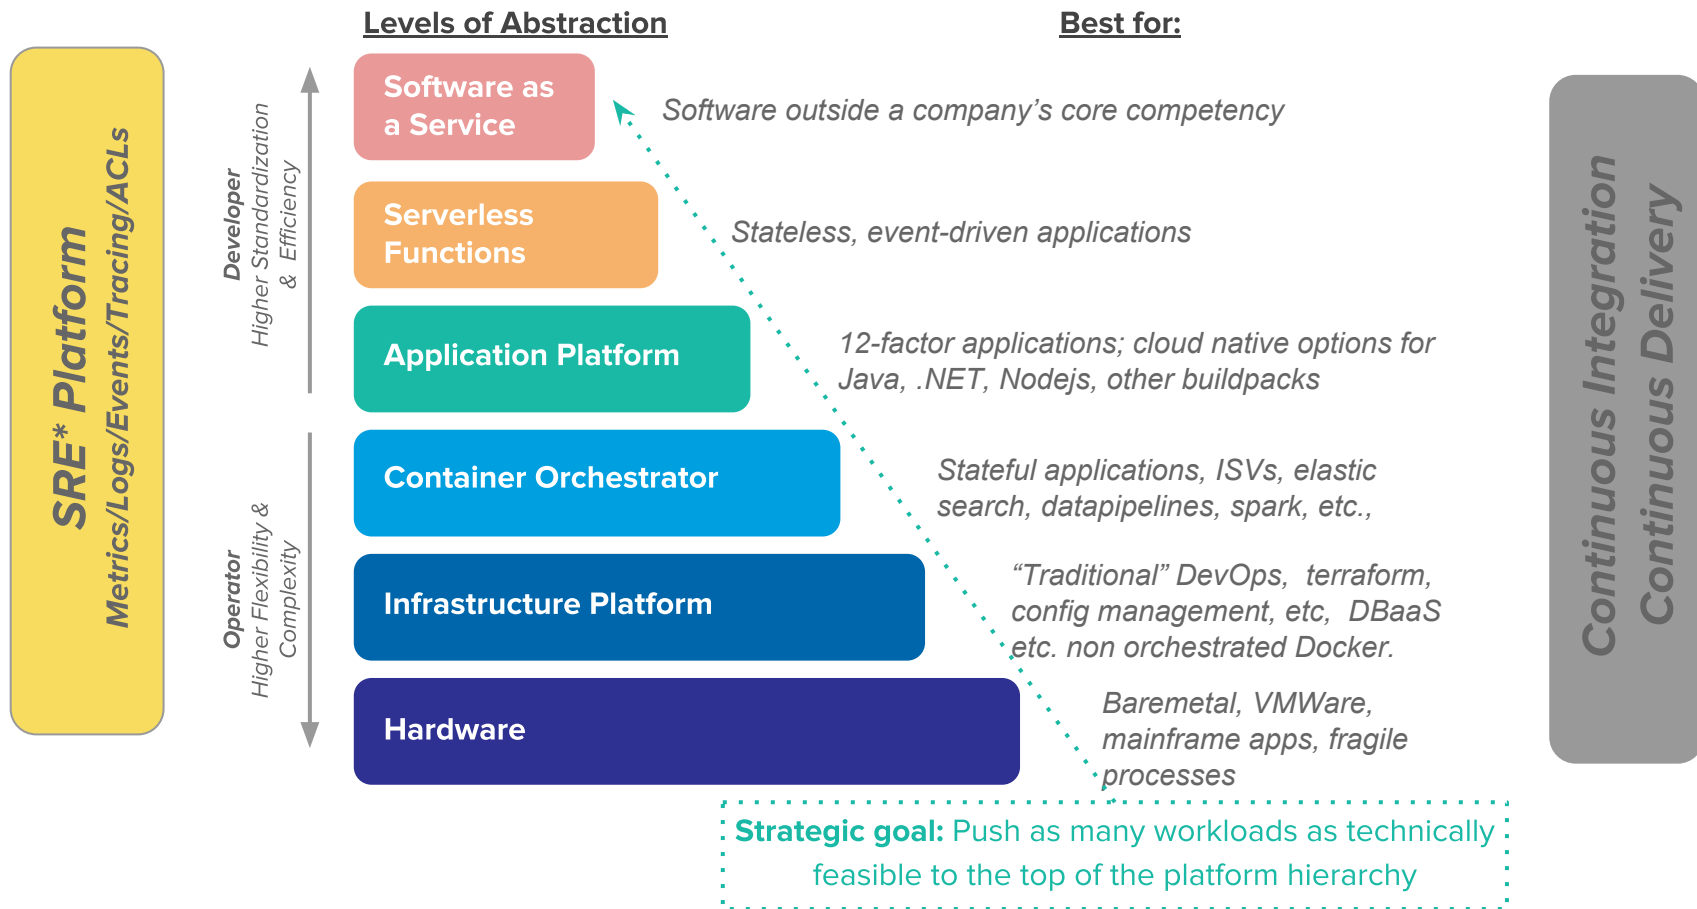 Levels of Abstraction
Best for:
SRE* Platform
Metrics/Logs/Events/Tracing/ACLs
Developer
Higher Standardization
& Efficiency
Operator
Higher Flexibility &
Complexity
Software as
a Service
Software outside a company’s core competency
Serverless
Functions
Stateless, event-driven applications
Application Platform
12-factor applications; cloud native options for
Java, .NET, Nodejs, other buildpacks
Container Orchestrator
Stateful applications, ISVs, elastic
search, datapipelines, spark, etc.,
Infrastructure Platform
“Traditional” DevOps, terraform,
config management, etc, DBaaS
etc. non orchestrated Docker.
Hardware
Baremetal, VMWare,
mainframe apps, fragile
processes
Continuous Integration
Continuous Delivery
Strategic goal: Push as many workloads as technically
feasible to the top of the platform hierarchy